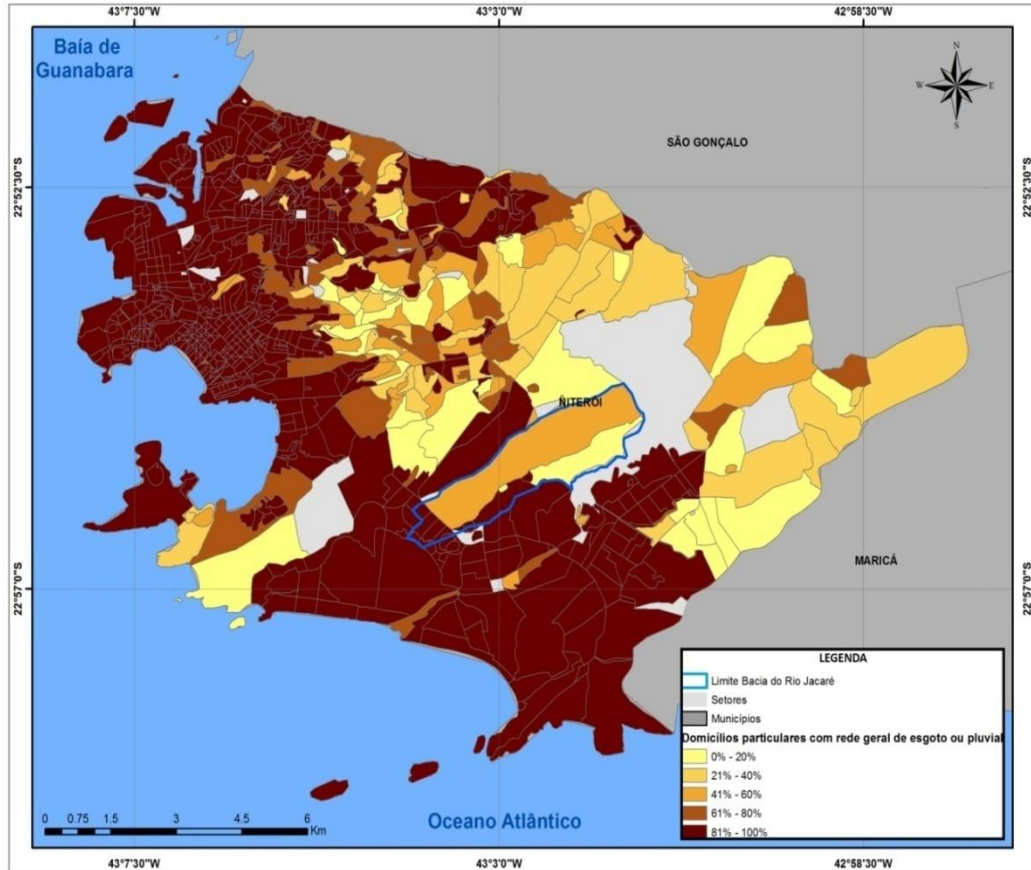 43°7'30"W
43°3'0"W
42°58'30"W
Baía de
Guanabara
N
W
E
S
SÃO GONÇALO
22°52'30"S
22°52'30"S
NITERÓI
MARICÁ
22°57'0"S
22°57'0"S
LEGENDA
Limite Bacia do Rio Jacaré
Setores
Municípios
Domicílios particulares com rede geral de esgoto ou pluvial
0% - 20%
21% - 40%
41% - 60%
61% - 80%
81% - 100%
0 0.75 1.5 3 4.5 6
Km
Oceano Atlântico
43°7'30"W
43°3'0"W
42°58'30"W